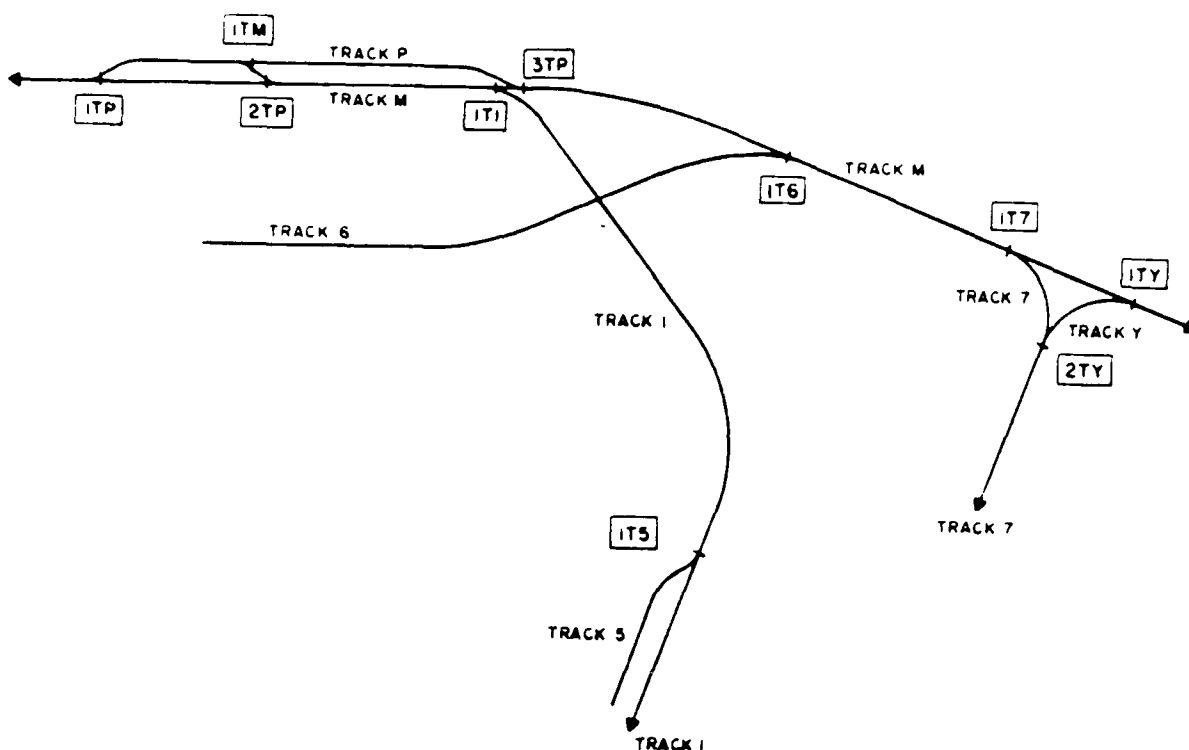 1TM
TRACK P
3TP
1TP
2TP
TRACK M
1T1
1T6
TRACK M
TRACK 6
1T7
1TY
TRACK 7
TRACK Y
TRACK 1
2TY
TRACK 7
1T5
TRACK 5
TRACK 1